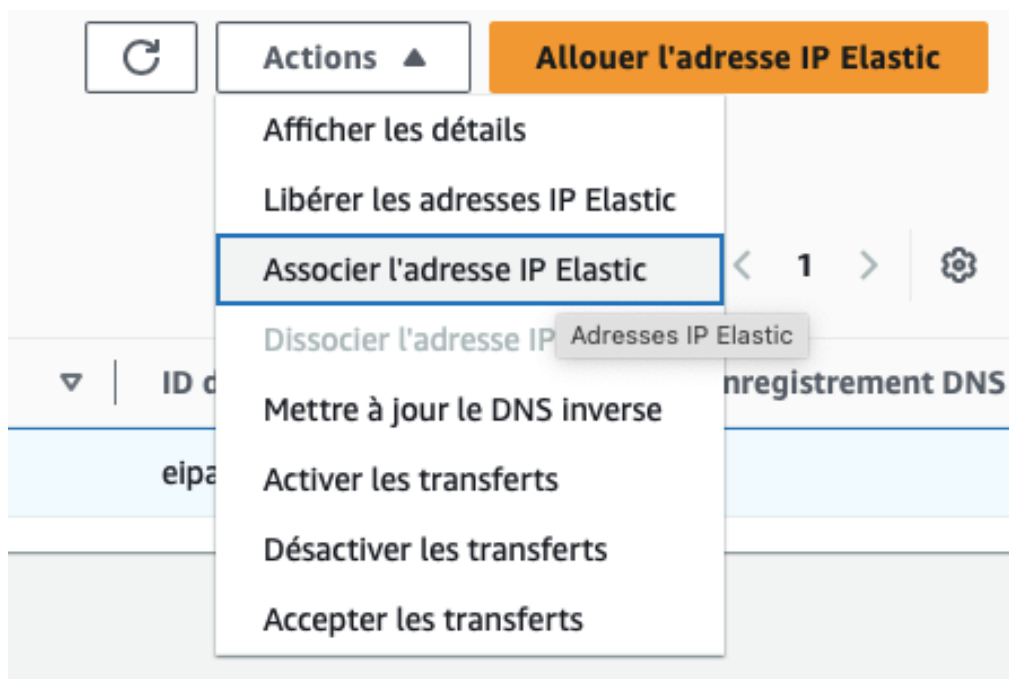 Actions ▲ Allouer l'adresse IP Elastic
Afficher les détails
Libérer les adresses IP Elastic
Associer l'adresse IP Elastic
1
Dissocier l'adresse IP
Adresses IP Elastic
ID
Mettre à jour le DNS inverse
DNS
Activer les transferts
Désactiver les transferts
Accepter les transferts